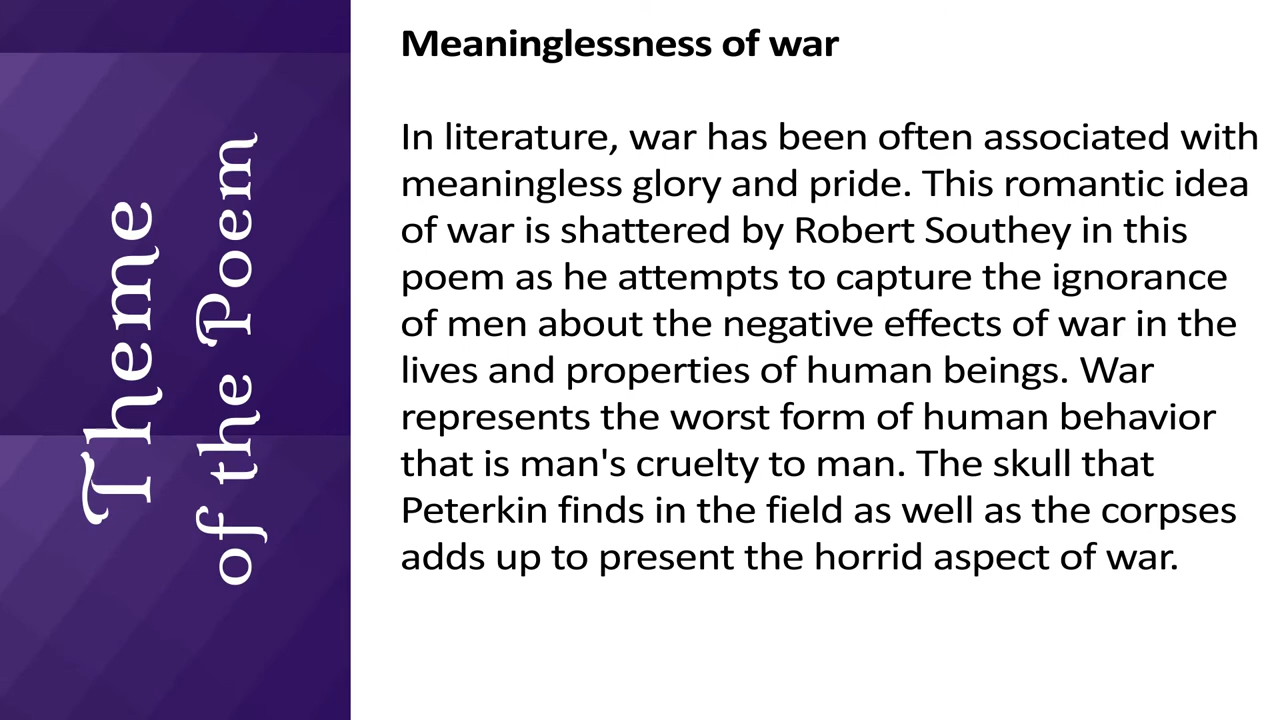 Theme
of the Poem
Meaninglessness of war
In literature, war has been often associated with
meaningless glory and pride. This romantic idea
of war is shattered by Robert Southey in this
poem as he attempts to capture the ignorance
of men about the negative effects of war in the
lives and properties of human beings. War
represents the worst form of human behavior
that is man's cruelty to man. The skull that
Peterkin finds in the field as well as the corpses
adds up to present the horrid aspect of war.